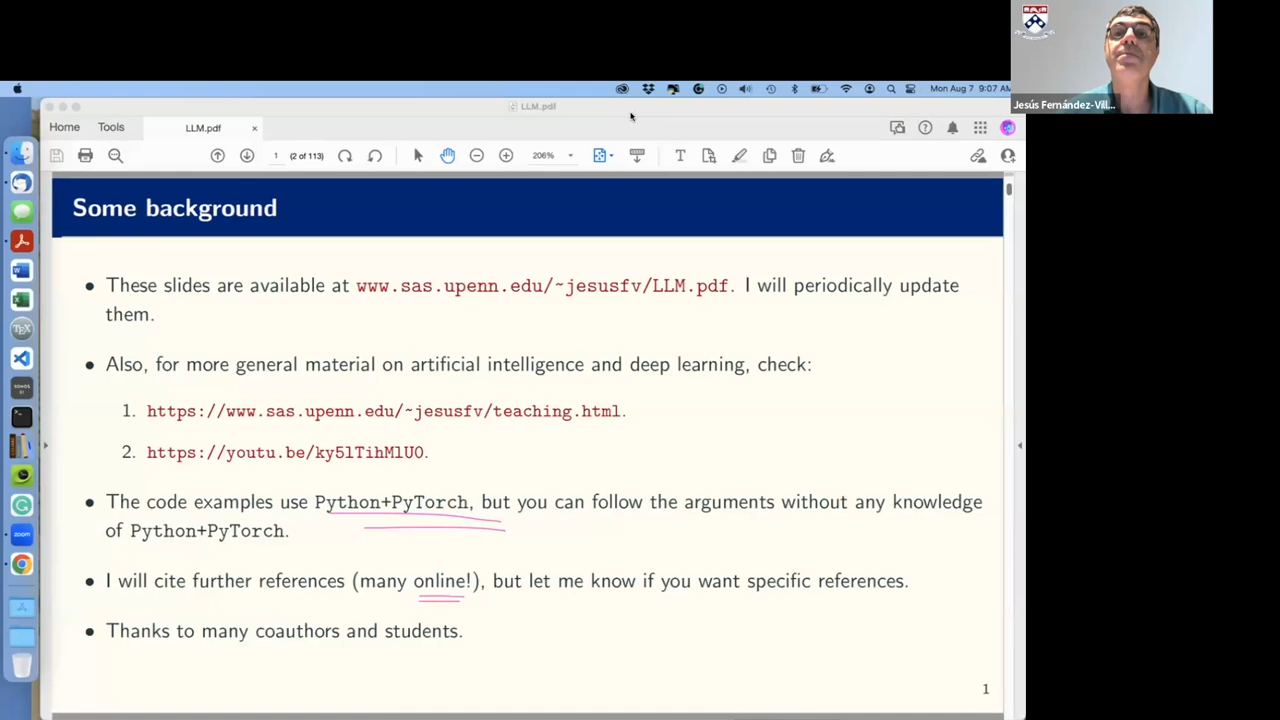 Mon Aug 7 9:07 AM
Jesús Fernández-Vill...
LLM.pdf
Home Tools LLM.pdf ×
1 (2 of 113) 206%
Some background
• These slides are available at www.sas.upenn.edu/~jesusfv/LLM.pdf. I will periodically update
them.
• Also, for more general material on artificial intelligence and deep learning, check:
1. https://www.sas.upenn.edu/~jesusfv/teaching.html.
2. https://youtu.be/ky5lTihMlU0.
• The code examples use Python+PyTorch, but you can follow the arguments without any knowledge
of Python+PyTorch.
• I will cite further references (many online!), but let me know if you want specific references.
• Thanks to many coauthors and students.
1
TEX
zoom